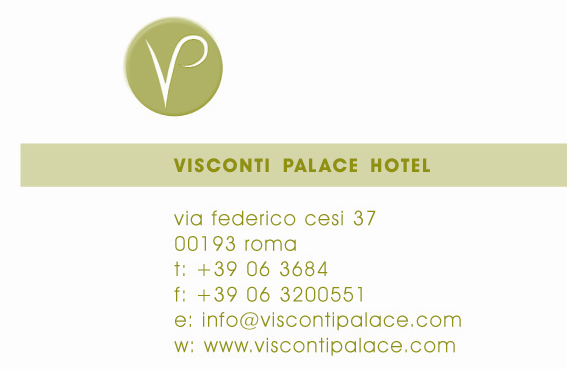 VP
VISCONTI PALACE HOTEL
via federico cesi 37
00193 roma
t: +39 06 3684
f: +39 06 3200551
e: info@viscontipalace.com
w: www.viscontipalace.com